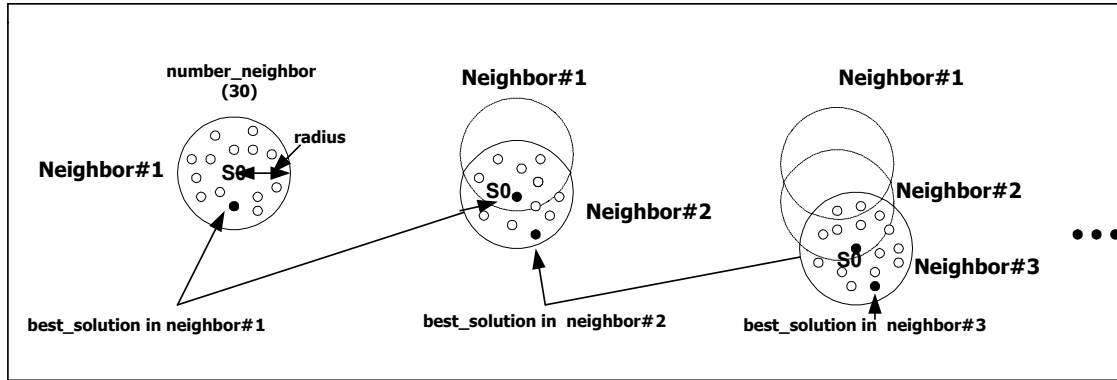 number_neighbor
(30)
radius
Neighbor#1
S0
best_solution in neighbor#1
Neighbor#1
S0
Neighbor#2
best_solution in neighbor#2
Neighbor#1
Neighbor#2
S0
Neighbor#3
best_solution in neighbor#3